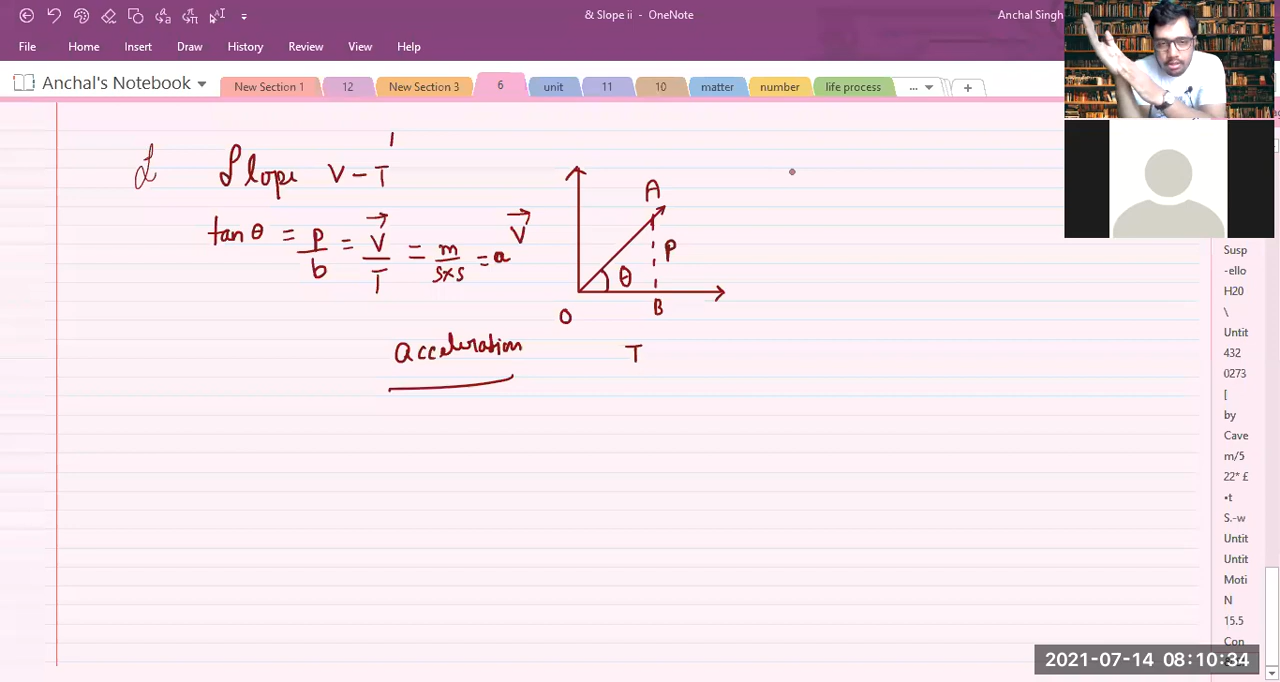 & Slope ii - OneNote
Anchal Singh
File Home Insert Draw History Review View Help
Anchal's Notebook
New Section 1 12 New Section 3 6 unit 11 10 matter number life process ... +
Slope V-T
tan θ = p/b = V/T = m/s×s = a
acceleration
V
A
P
θ
O
B
T
Susp
-ello
H20
\
Untit
432
0273
[
by
Cave
m/5
22* £
•t
S.-w
Untit
Untit
Moti
N
15.5
Con
2021-07-14 08:10:34